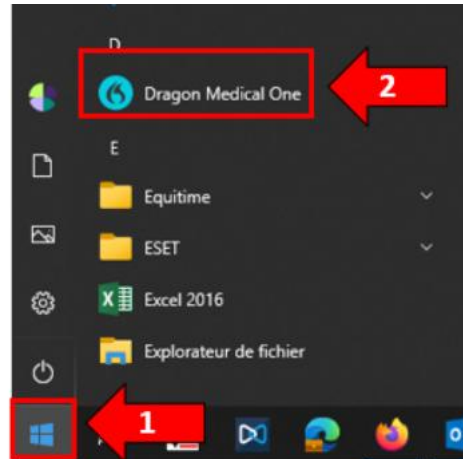 D
Dragon Medical One
2
E
Equitime
ESET
Excel 2016
Explorateur de fichier
1